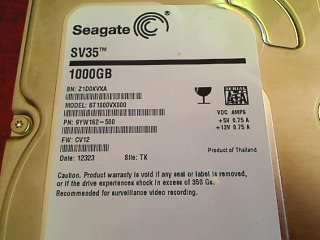 Seagate
SV35™
1000GB
SN: Z1D0KVXA
MODEL: ST1000VX000
PN: 9YW162-500
FW: CV12
Date: 12323 Site: TK
SATA
VDC AMPS
+5V 0.75 A
+12V 0.75 A
Product of Thailand
Caution: Product warranty is void if any seal or label is removed,
or if the drive experiences shock in excess of 350 Gs.
Recommended for surveillance video recording.